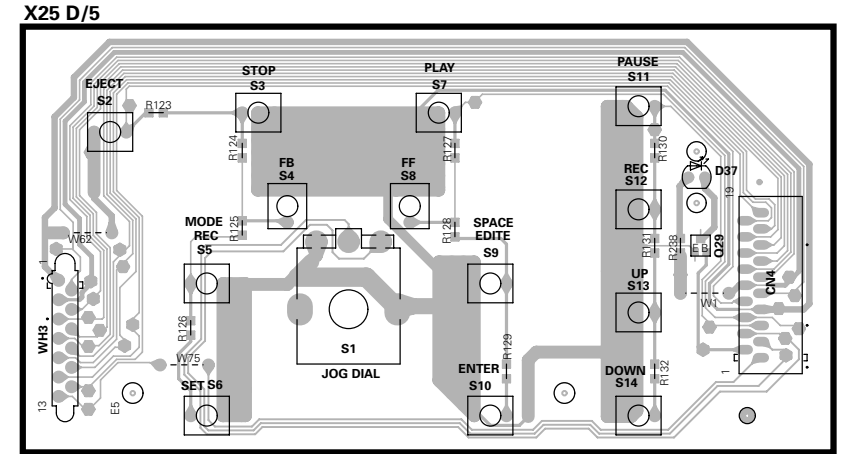 X25 D/5
EJECT
S2
R123
STOP
S3
PLAY
S7
PAUSE
S11
R124
R127
R130
FB
S4
FF
S8
REC
S12
D37
19
MODE
REC
S5
R125
R128
SPACE
EDITE
S9
R131
R238
E B
Q29
W62
1
WH3
13
UP
S13
W1
CN4
1
R126
S1
JOG DIAL
R129
W75
SET S6
E5
ENTER
S10
DOWN
S14
R132